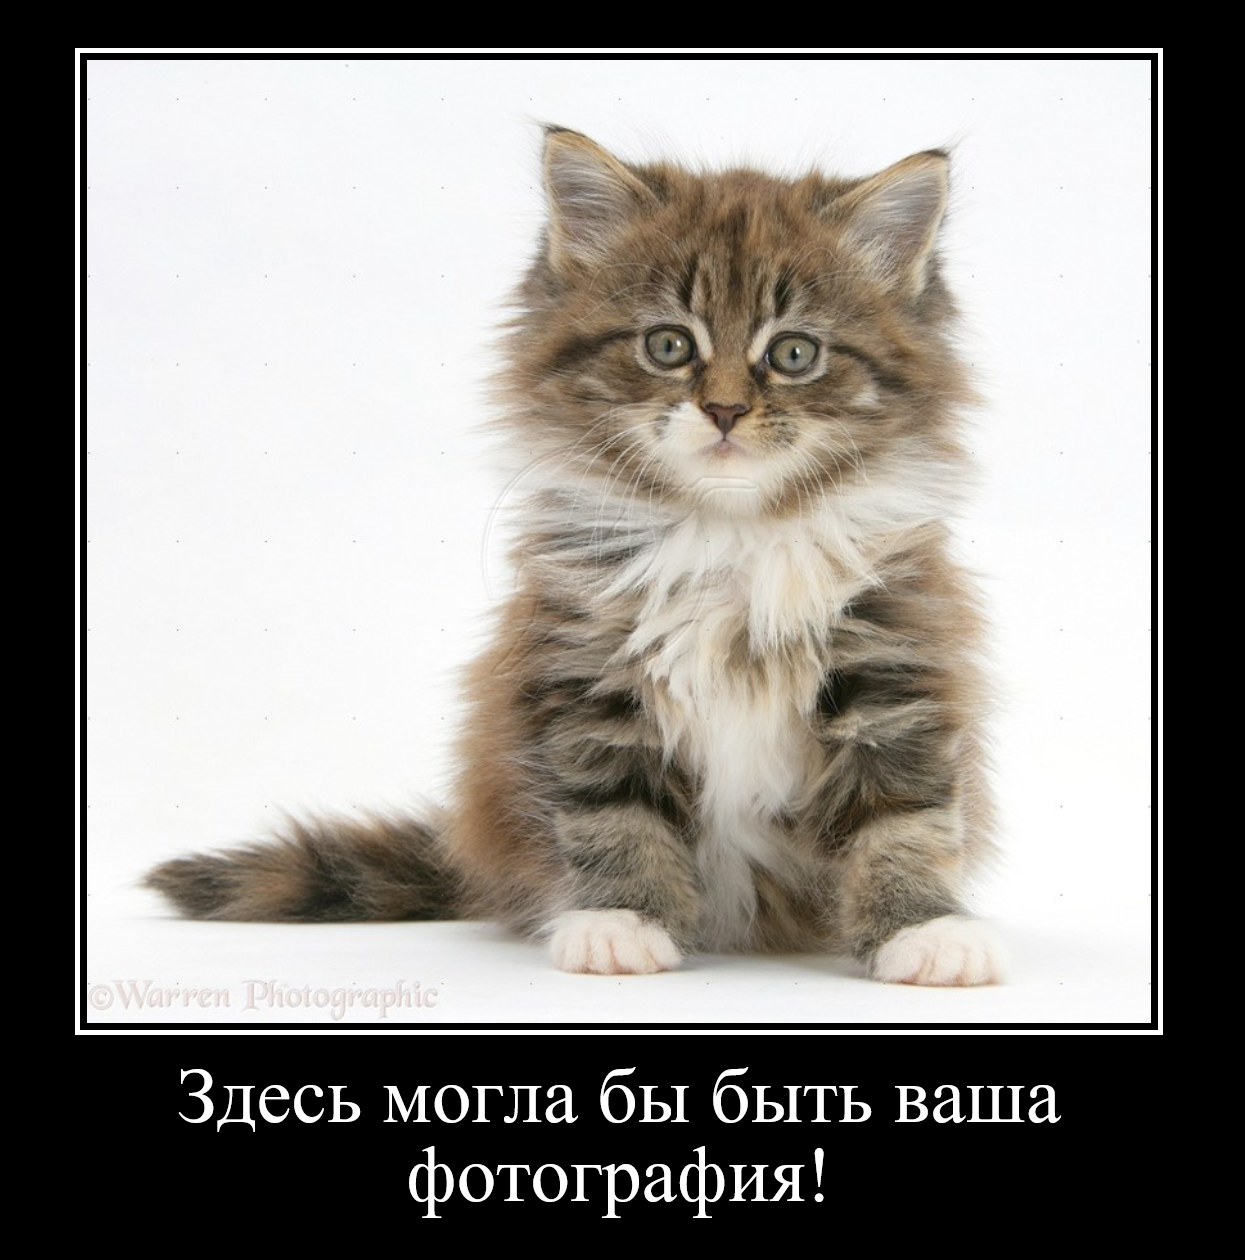 ©Warren Photographic
Здесь могла бы быть ваша
фотография!